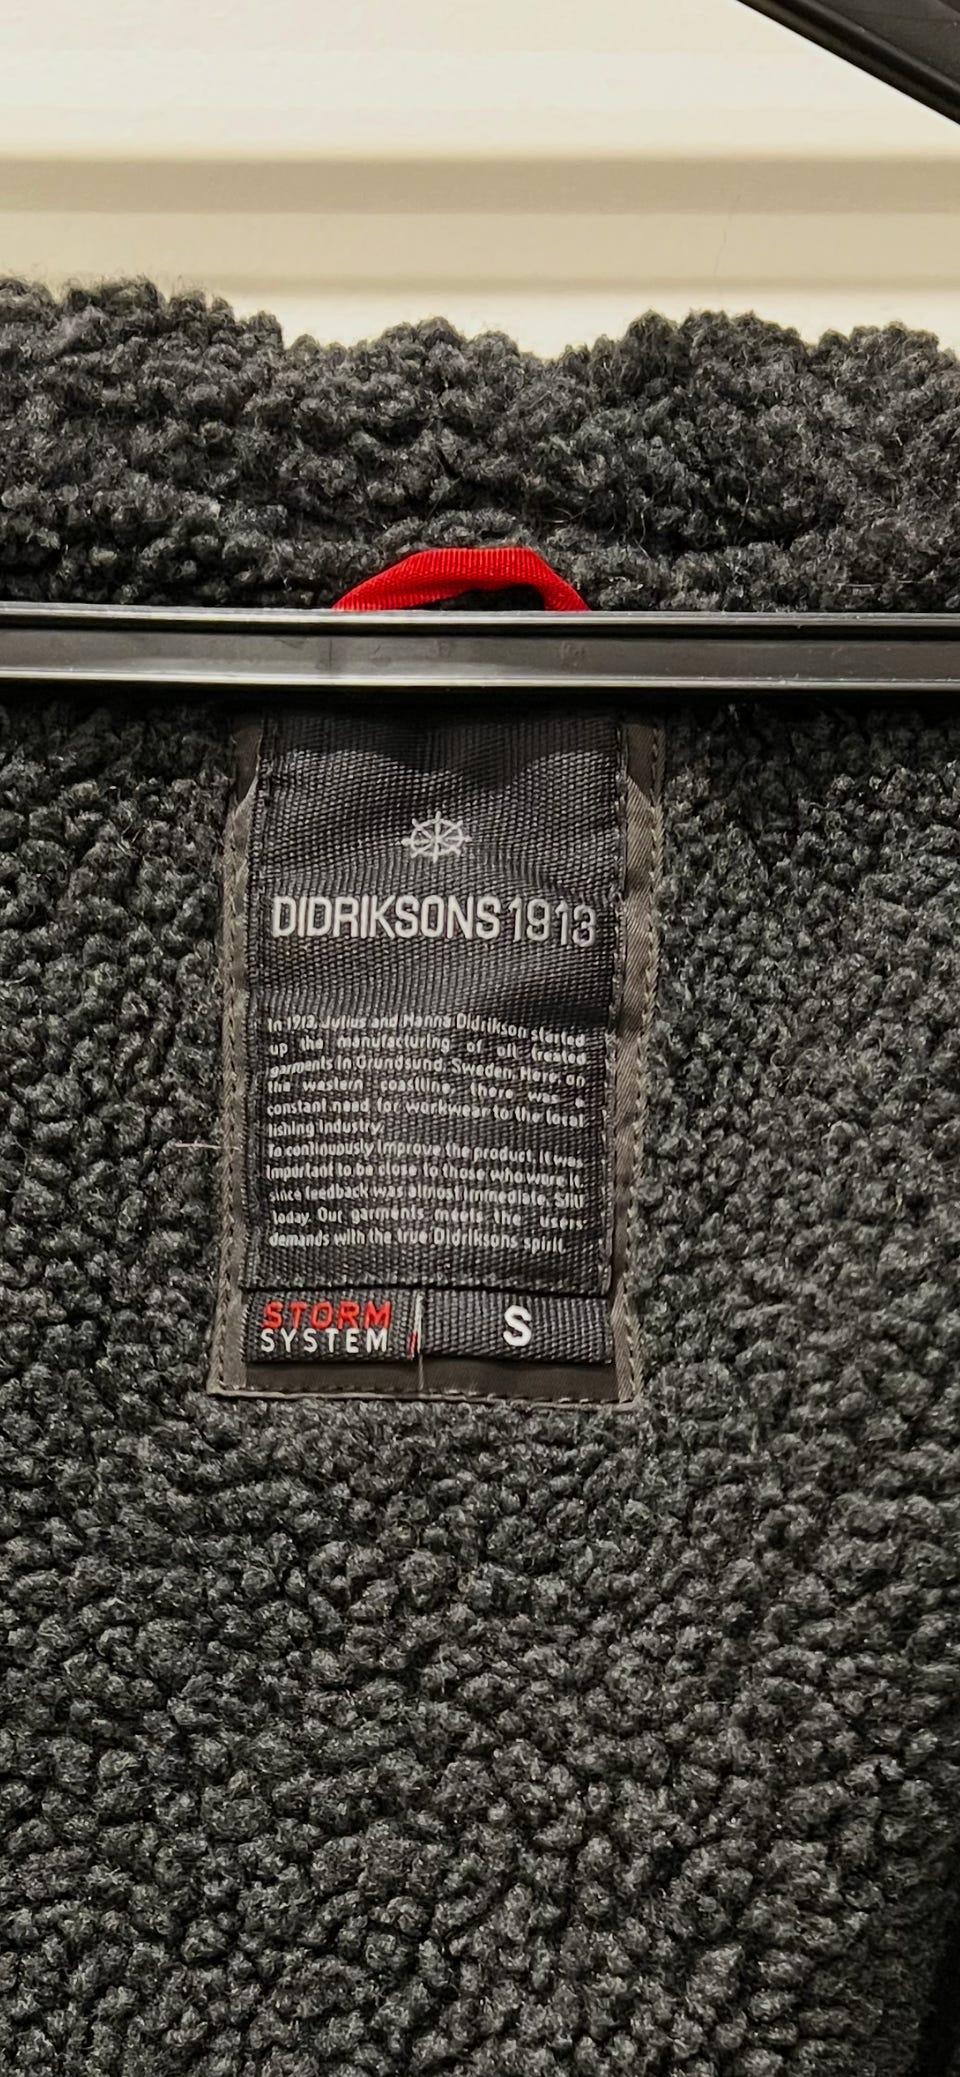 DIDRIKSONS 1913
In 1913, Julius and Hanna Didrikson started
up the manufacturing of oil treated
garments in Grundsund, Sweden. Here, on
the western coastline, there was a
constant need for workwear to the local
fishing industry.
To continuously improve the product it was
important to be close to those who wore it,
since feedback was almost immediate. Still
today. Our garments meets the users
demands with the true Didriksons spirit.
STORM
SYSTEM
S